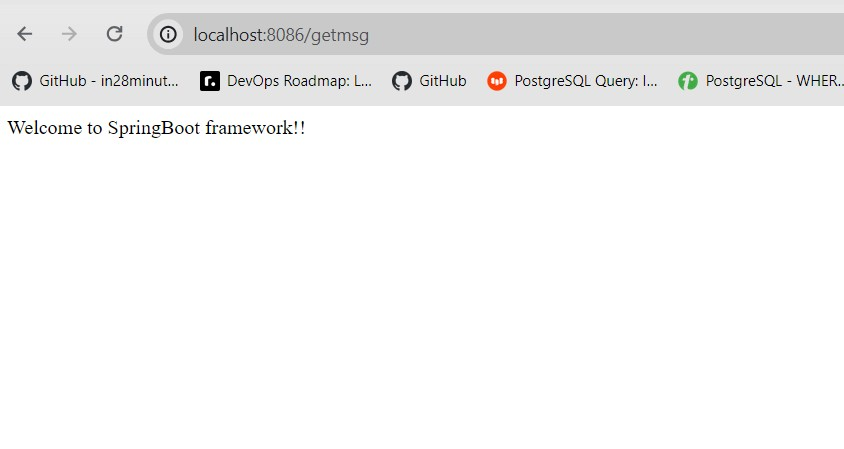 localhost:8086/getmsg
GitHub - in28minut... DevOps Roadmap: L... GitHub PostgreSQL Query: I... PostgreSQL - WHER...
Welcome to SpringBoot framework!!